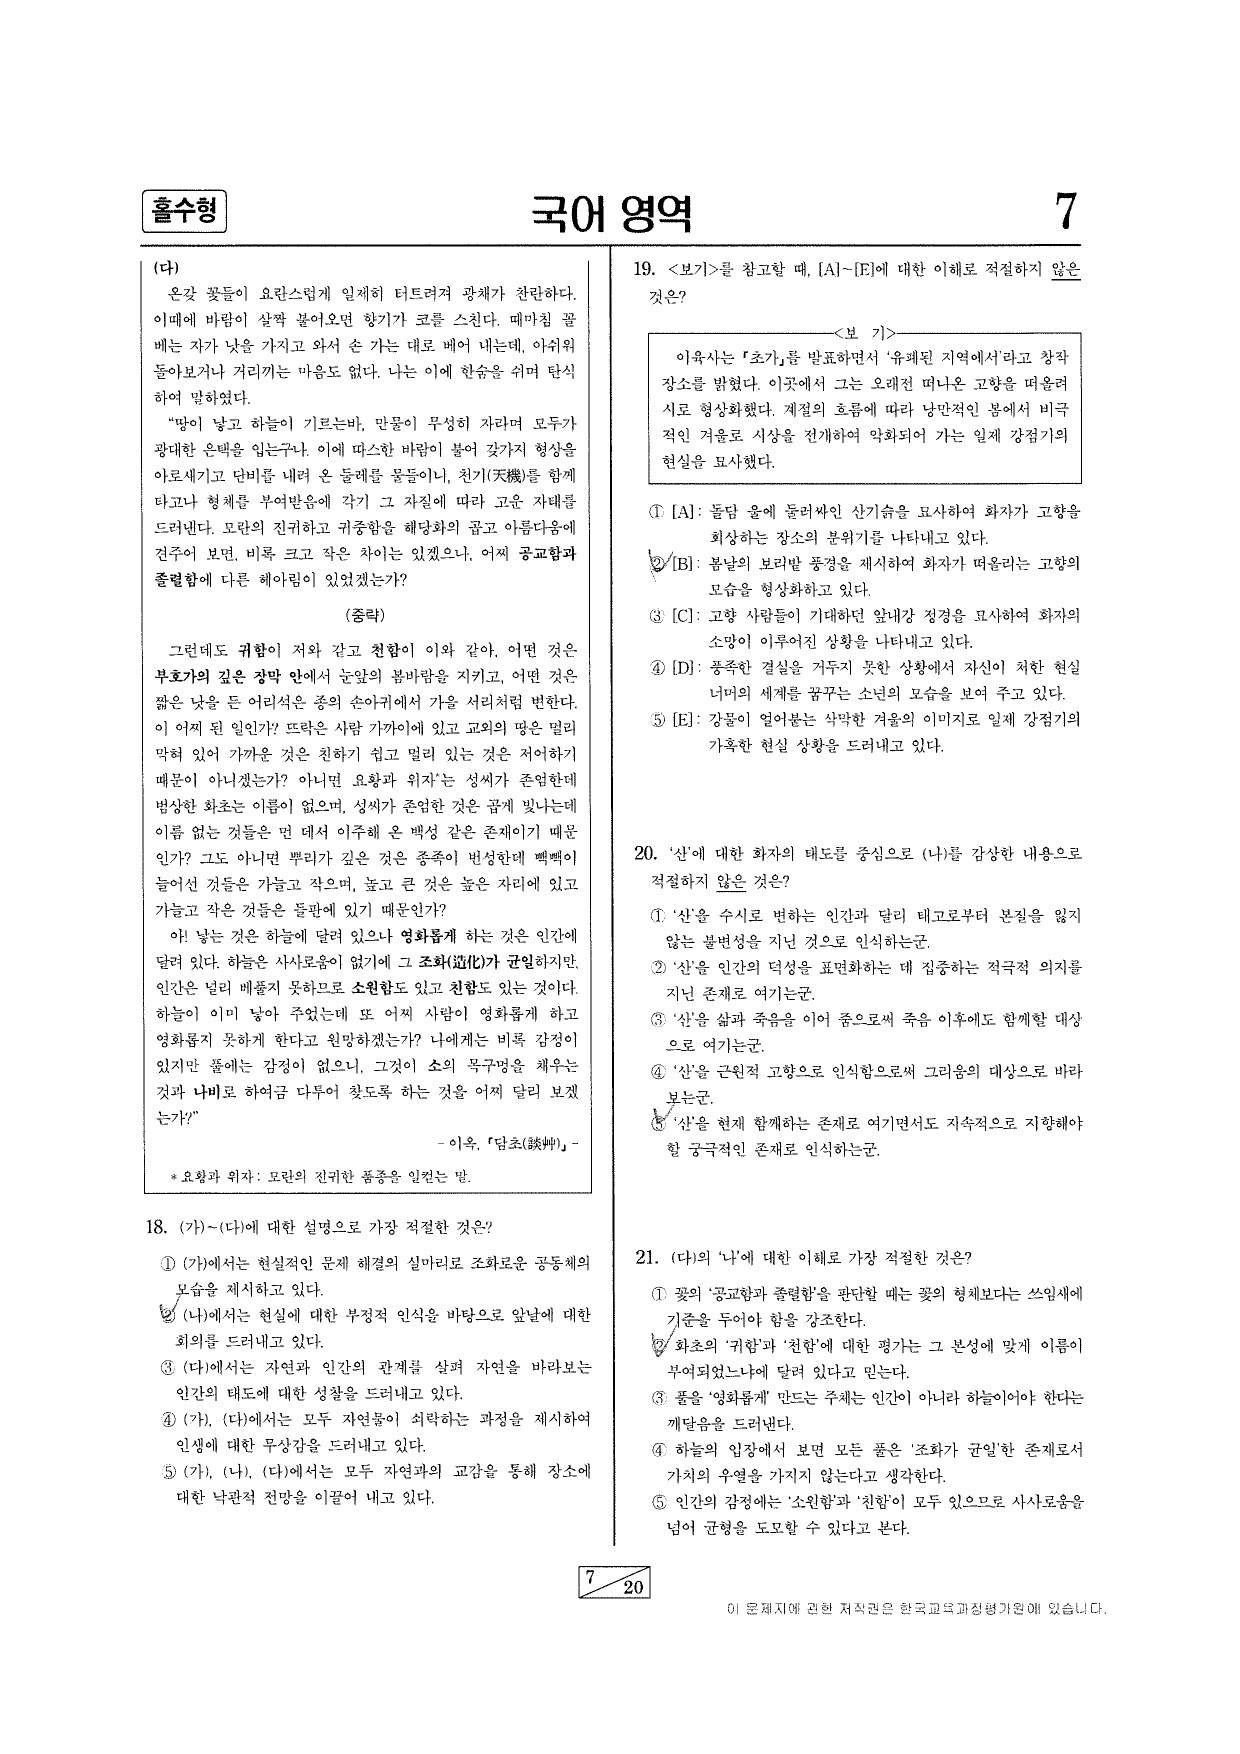 홀수형
국어 영역
7
(다)
온갖 꽃들이 요란스럽게 일제히 터트려져 광채가 찬란하다.
이때에 바람이 살짝 불어오면 향기가 코를 스친다. 때마침 꼴
베는 자가 낫을 가지고 와서 손 가는 대로 베어 내는데, 아쉬워
돌아보거나 거리끼는 마음도 없다. 나는 이에 한숨을 쉬며 탄식
하여 말하였다.
“땅이 낳고 하늘이 기르는바, 만물이 무성히 자라며 모두가
광대한 은택을 입는구나. 이에 따스한 바람이 불어 갖가지 형상을
아로새기고 단비를 내려 온 둘레를 물들이니, 천기(天機)를 함께
타고나 형체를 부여받음에 각기 그 자질에 따라 고운 자태를
드러낸다. 모란의 진귀하고 귀중함을 해당화의 곱고 아름다움에
견주어 보면, 비록 크고 작은 차이는 있겠으나, 어찌 공교함과
졸렬함에 다른 헤아림이 있었겠는가?
(중략)
그런데도 귀함이 저와 같고 천함이 이와 같아, 어떤 것은
부호가의 깊은 장막 안에서 눈앞의 봄바람을 지키고, 어떤 것은
짧은 낫을 든 어리석은 종의 손아귀에서 가을 서리처럼 변한다.
이 어찌 된 일인가? 뜨락은 사람 가까이에 있고 교외의 땅은 멀리
막혀 있어 가까운 것은 친하기 쉽고 멀리 있는 것은 저어하기
때문이 아니겠는가? 아니면 요황과 위자*는 성씨가 존엄한데
범상한 화초는 이름이 없으며, 성씨가 존엄한 것은 곱게 빛나는데
이름 없는 것들은 먼 데서 이주해 온 백성 같은 존재이기 때문
인가? 그도 아니면 뿌리가 깊은 것은 종족이 번성한데 빽빽이
늘어선 것들은 가늘고 작으며, 높고 큰 것은 높은 자리에 있고
가늘고 작은 것들은 들판에 있기 때문인가?
아! 낳는 것은 하늘에 달려 있으나 영화롭게 하는 것은 인간에
달려 있다. 하늘은 사사로움이 없기에 그 조화(造化)가 균일하지만,
인간은 널리 베풀지 못하므로 소원함도 있고 친함도 있는 것이다.
하늘이 이미 낳아 주었는데 또 어찌 사람이 영화롭게 하고
영화롭지 못하게 한다고 원망하겠는가? 나에게는 비록 감정이
있지만 풀에는 감정이 없으니, 그것이 소의 목구멍을 채우는
것과 나비로 하여금 다투어 찾도록 하는 것을 어찌 달리 보겠
는가?”
- 이옥, 「담초(談艸)」 -
* 요황과 위자 : 모란의 진귀한 품종을 일컫는 말.
18. (가)~(다)에 대한 설명으로 가장 적절한 것은?
① (가)에서는 현실적인 문제 해결의 실마리로 조화로운 공동체의
모습을 제시하고 있다.
② (나)에서는 현실에 대한 부정적 인식을 바탕으로 앞날에 대한
회의를 드러내고 있다.
③ (다)에서는 자연과 인간의 관계를 살펴 자연을 바라보는
인간의 태도에 대한 성찰을 드러내고 있다.
④ (가), (다)에서는 모두 자연물이 쇠락하는 과정을 제시하여
인생에 대한 무상감을 드러내고 있다.
⑤ (가), (나), (다)에서는 모두 자연과의 교감을 통해 장소에
대한 낙관적 전망을 이끌어 내고 있다.
19. <보기>를 참고할 때, [A]~[E]에 대한 이해로 적절하지 않은
것은?
<보 기>
이육사는 「초가」를 발표하면서 ‘유폐된 지역에서’라고 창작
장소를 밝혔다. 이곳에서 그는 오래전 떠나온 고향을 떠올려
시로 형상화했다. 계절의 흐름에 따라 낭만적인 봄에서 비극
적인 겨울로 시상을 전개하여 악화되어 가는 일제 강점기의
현실을 묘사했다.
① [A] : 돌담 울에 둘러싸인 산기슭을 묘사하여 화자가 고향을
회상하는 장소의 분위기를 나타내고 있다.
② [B] : 봄날의 보리밭 풍경을 제시하여 화자가 떠올리는 고향의
모습을 형상화하고 있다.
③ [C] : 고향 사람들이 기대하던 앞내강 정경을 묘사하여 화자의
소망이 이루어진 상황을 나타내고 있다.
④ [D] : 풍족한 결실을 거두지 못한 상황에서 자신이 처한 현실
너머의 세계를 꿈꾸는 소년의 모습을 보여 주고 있다.
⑤ [E] : 강물이 얼어붙는 삭막한 겨울의 이미지로 일제 강점기의
가혹한 현실 상황을 드러내고 있다.
20. ‘산’에 대한 화자의 태도를 중심으로 (나)를 감상한 내용으로
적절하지 않은 것은?
① ‘산’을 수시로 변하는 인간과 달리 태고로부터 본질을 잃지
않는 불변성을 지닌 것으로 인식하는군.
② ‘산’을 인간의 덕성을 표면화하는 데 집중하는 적극적 의지를
지닌 존재로 여기는군.
③ ‘산’을 삶과 죽음을 이어 줌으로써 죽음 이후에도 함께할 대상
으로 여기는군.
④ ‘산’을 근원적 고향으로 인식함으로써 그리움의 대상으로 바라
보는군.
⑤ ‘산’을 현재 함께하는 존재로 여기면서도 지속적으로 지향해야
할 궁극적인 존재로 인식하는군.
21. (다)의 ‘나’에 대한 이해로 가장 적절한 것은?
① 꽃의 ‘공교함과 졸렬함’을 판단할 때는 꽃의 형체보다는 쓰임새에
기준을 두어야 함을 강조한다.
② 화초의 ‘귀함’과 ‘천함’에 대한 평가는 그 본성에 맞게 이름이
부여되었느냐에 달려 있다고 믿는다.
③ 풀을 ‘영화롭게’ 만드는 주체는 인간이 아니라 하늘이어야 한다는
깨달음을 드러낸다.
④ 하늘의 입장에서 보면 모든 풀은 ‘조화가 균일’한 존재로서
가치의 우열을 가지지 않는다고 생각한다.
⑤ 인간의 감정에는 ‘소원함’과 ‘친함’이 모두 있으므로 사사로움을
넘어 균형을 도모할 수 있다고 본다.
7
20
이 문제지에 관한 저작권은 한국교육과정평가원에 있습니다.